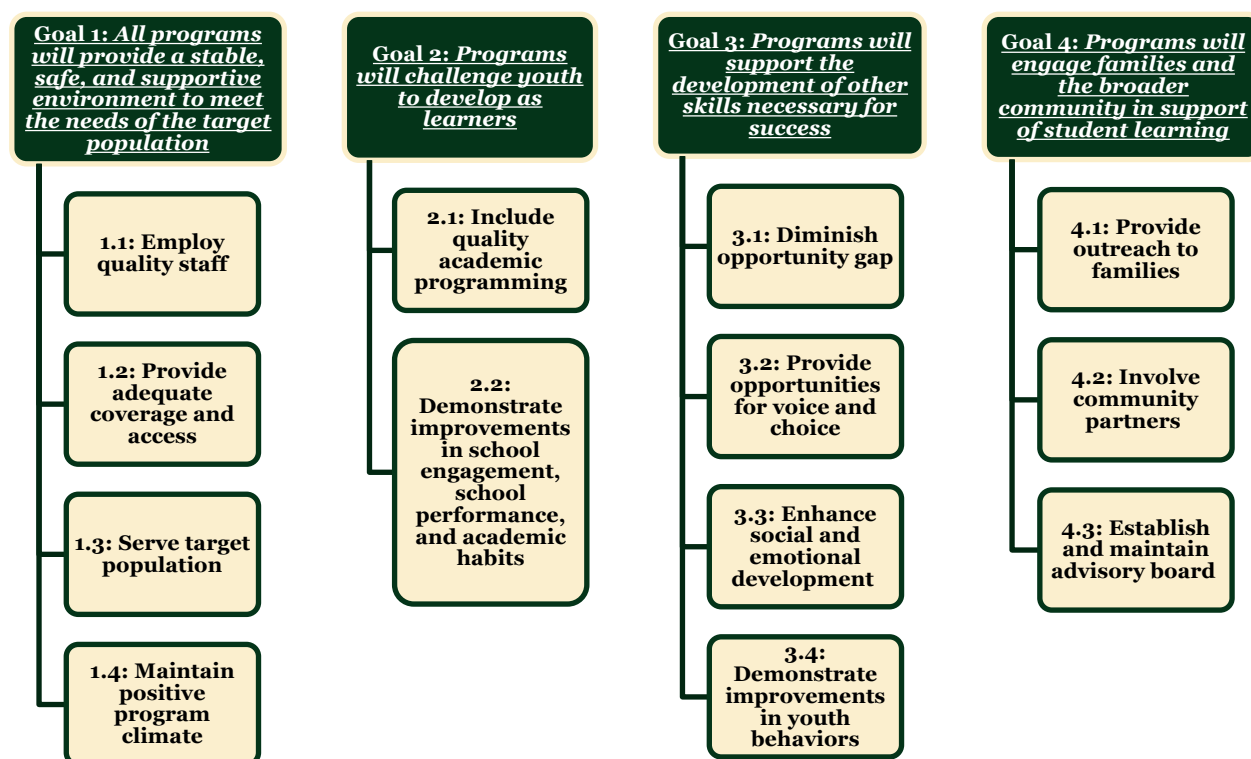 Goal 1: All programs
will provide a stable,
safe, and supportive
environment to meet
the needs of the target
population
1.1: Employ
quality staff
1.2: Provide
adequate
coverage and
access
1.3: Serve target
population
1.4: Maintain
positive
program
climate
Goal 2: Programs
will challenge youth
to develop as
learners
2.1: Include
quality
academic
programming
2.2:
Demonstrate
improvements
in school
engagement,
school
performance,
and academic
habits
Goal 3: Programs will
support the
development of other
skills necessary for
success
3.1: Diminish
opportunity gap
3.2: Provide
opportunities
for voice and
choice
3.3: Enhance
social and
emotional
development
3.4:
Demonstrate
improvements
in youth
behaviors
Goal 4: Programs will
engage families and
the broader
community in support
of student learning
4.1: Provide
outreach to
families
4.2: Involve
community
partners
4.3: Establish
and maintain
advisory board